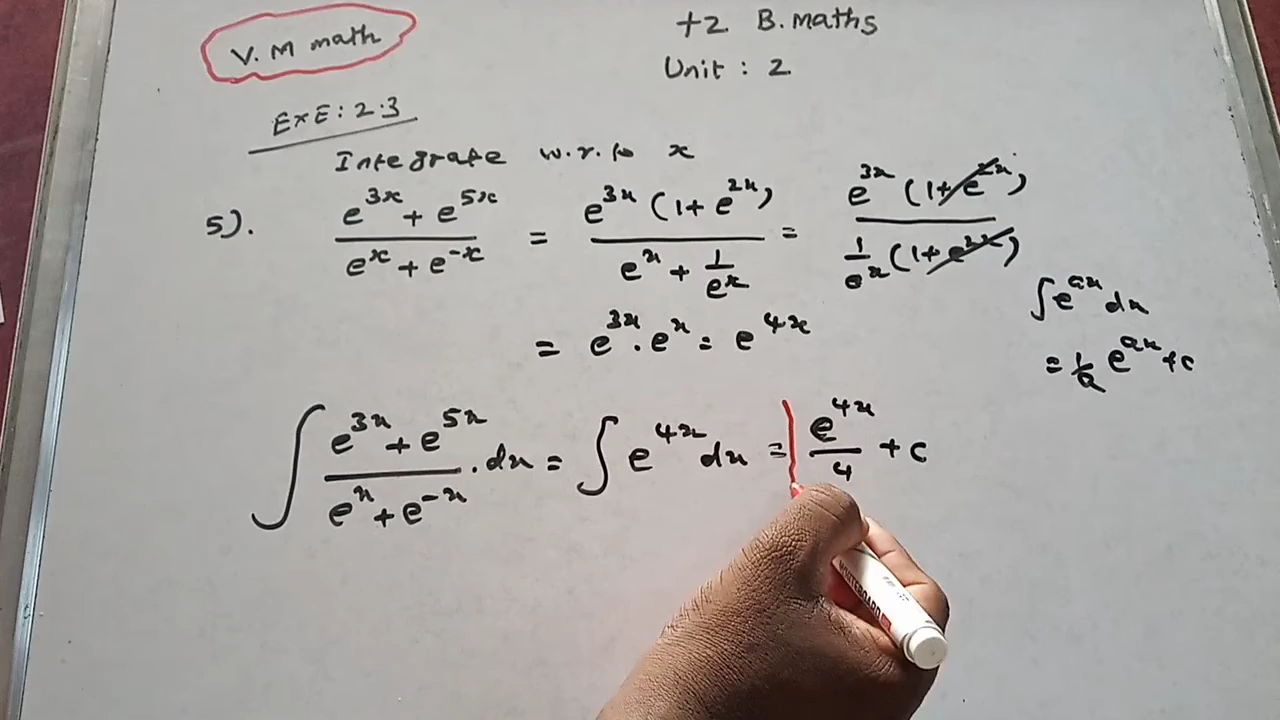 V. M math
+2 B. maths
Unit : 2
EXE : 2.3
Integrate w.r.to x
5). (e^{3x} + e^{5x})/(e^x + e^{-x}) = e^{3x}(1+e^{2x})/(e^x + 1/e^x) = e^{3x}(1+e^{2x})/((1/e^x)(1+e^{2x}))
= e^{3x} . e^x = e^{4x}
∫e^{ax}dx
= 1/a e^{ax} + c
∫ (e^{3x} + e^{5x})/(e^x + e^{-x}) . dx = ∫ e^{4x} dx = e^{4x}/4 + c
WHITEBOARD